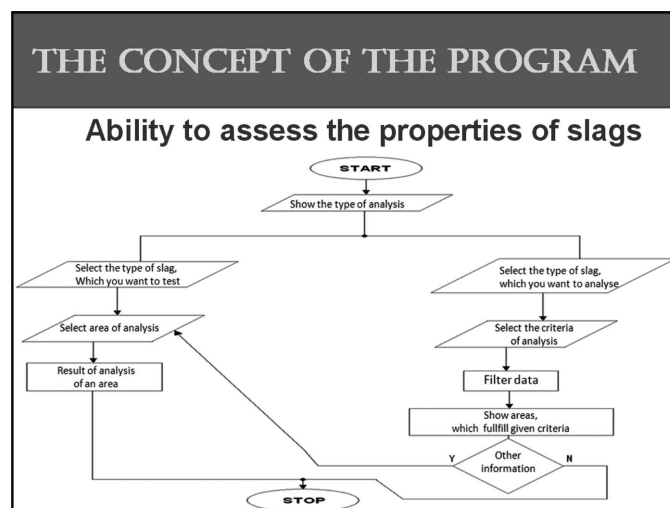 THE CONCEPT OF THE PROGRAM
Ability to assess the properties of slags
START
Show the type of analysis
Select the type of slag,
Which you want to test
Select area of analysis
Result of analysis
of an area
Select the type of slag,
which you want to analyse
Select the criteria
of analysis
Filter data
Show areas,
which fullfill given criteria
Y
Other
information
N
STOP